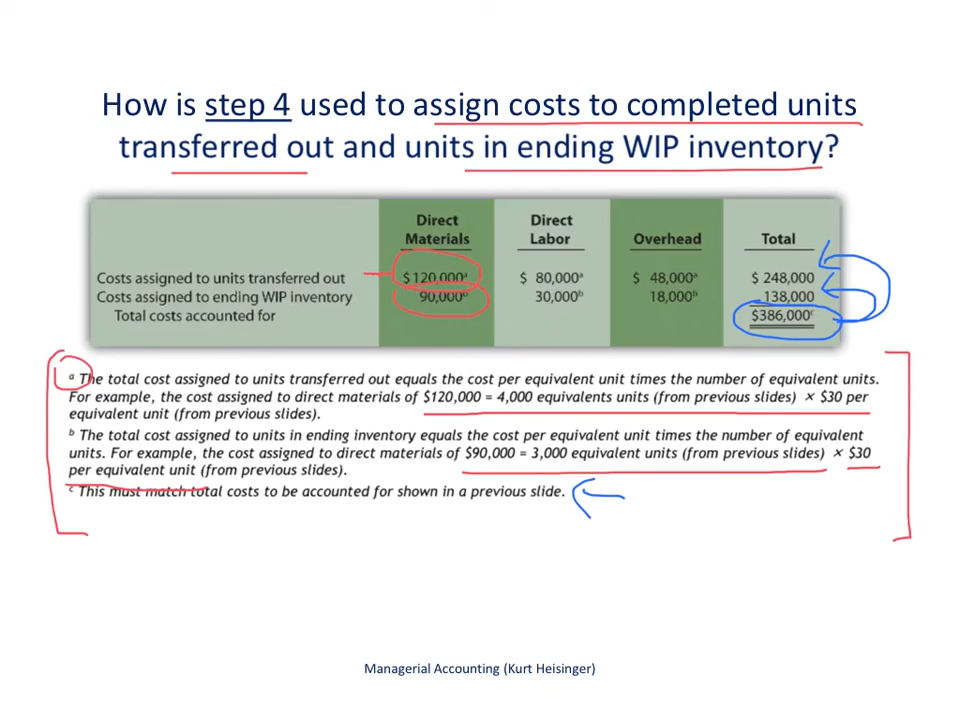 How is step 4 used to assign costs to completed units
transferred out and units in ending WIP inventory?
Direct Materials Direct Labor Overhead Total
Costs assigned to units transferred out $120,000ᵃ $ 80,000ᵃ $ 48,000ᵃ $ 248,000
Costs assigned to ending WIP inventory 90,000ᵇ 30,000ᵇ 18,000ᵇ 138,000
Total costs accounted for $386,000ᶜ
ᵃ The total cost assigned to units transferred out equals the cost per equivalent unit times the number of equivalent units.
For example, the cost assigned to direct materials of $120,000 = 4,000 equivalents units (from previous slides) × $30 per
equivalent unit (from previous slides).
ᵇ The total cost assigned to units in ending inventory equals the cost per equivalent unit times the number of equivalent
units. For example, the cost assigned to direct materials of $90,000 = 3,000 equivalent units (from previous slides) × $30
per equivalent unit (from previous slides).
ᶜ This must match total costs to be accounted for shown in a previous slide.
Managerial Accounting (Kurt Heisinger)